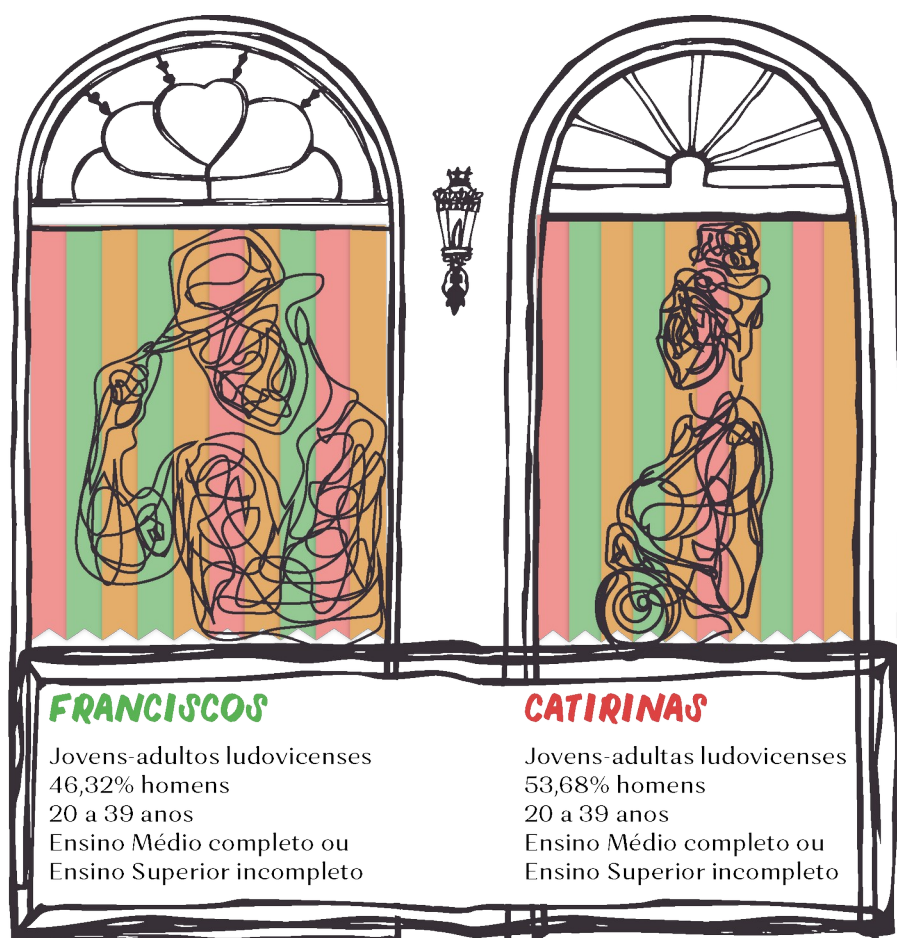 FRANCISCOS
Jovens-adultos ludovicenses
46,32% homens
20 a 39 anos
Ensino Médio completo ou
Ensino Superior incompleto
CATIRINAS
Jovens-adultas ludovicenses
53,68% homens
20 a 39 anos
Ensino Médio completo ou
Ensino Superior incompleto